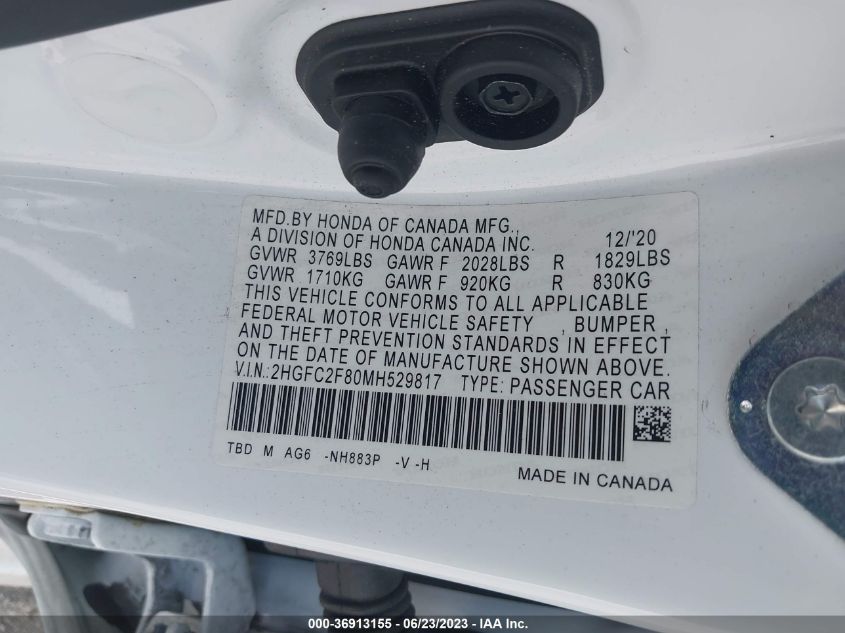 MFD.BY HONDA OF CANADA MFG.,
A DIVISION OF HONDA CANADA INC. 12/'20
GVWR 3769LBS GAWR F 2028LBS R 1829LBS
GVWR 1710KG GAWR F 920KG R 830KG
THIS VEHICLE CONFORMS TO ALL APPLICABLE
FEDERAL MOTOR VEHICLE SAFETY , BUMPER ,
AND THEFT PREVENTION STANDARDS IN EFFECT
ON THE DATE OF MANUFACTURE SHOWN ABOVE.
V.I.N.:2HGFC2F80MH529817 TYPE: PASSENGER CAR
TBD M AG6 -NH883P -V -H
MADE IN CANADA
000-36913155 - 06/23/2023 - IAA Inc.